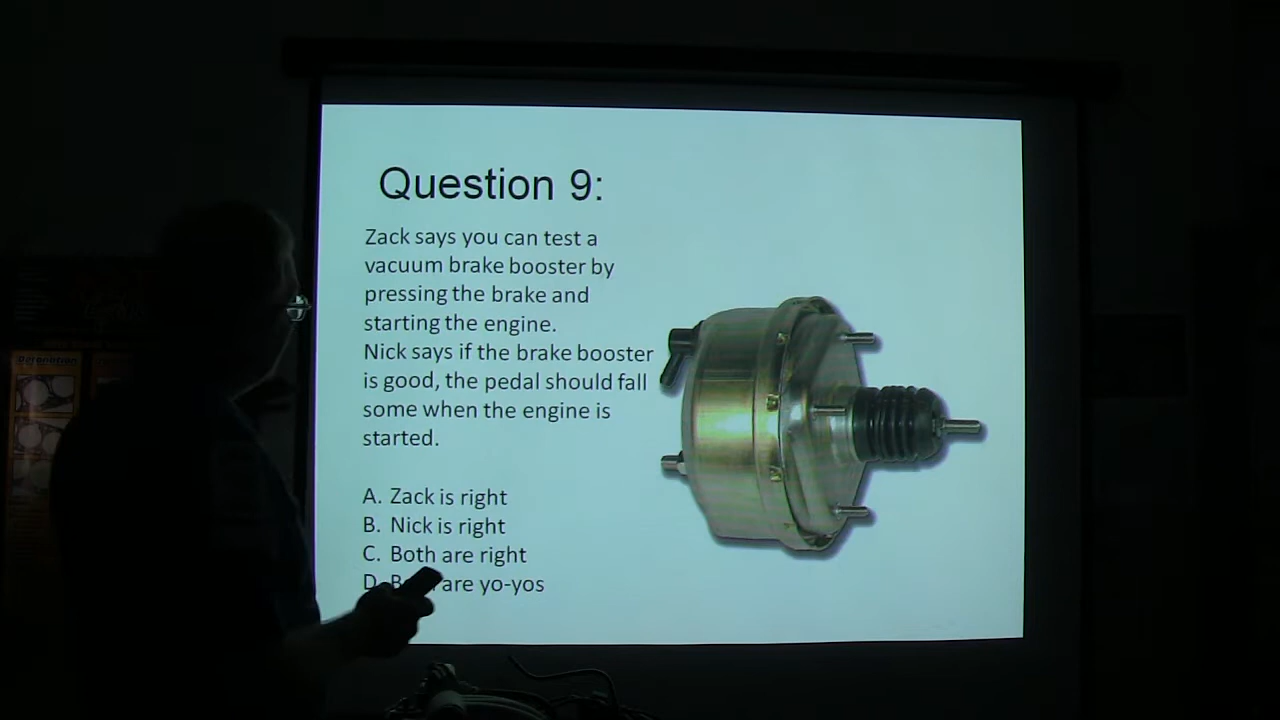 Question 9:
Zack says you can test a
vacuum brake booster by
pressing the brake and
starting the engine.
Nick says if the brake booster
is good, the pedal should fall
some when the engine is
started.
A. Zack is right
B. Nick is right
C. Both are right
D. Both are yo-yos
Detonation